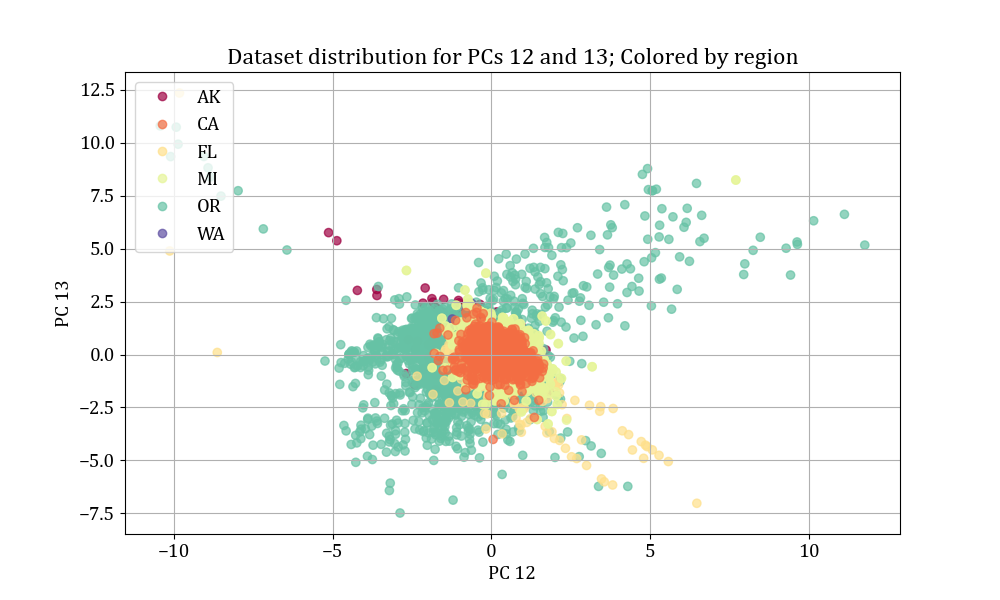 Dataset distribution for PCs 12 and 13; Colored by region
12.5
10.0
7.5
5.0
2.5
0.0
−2.5
−5.0
−7.5
PC 13
AK
CA
FL
MI
OR
WA
−10
−5
0
5
10
PC 12